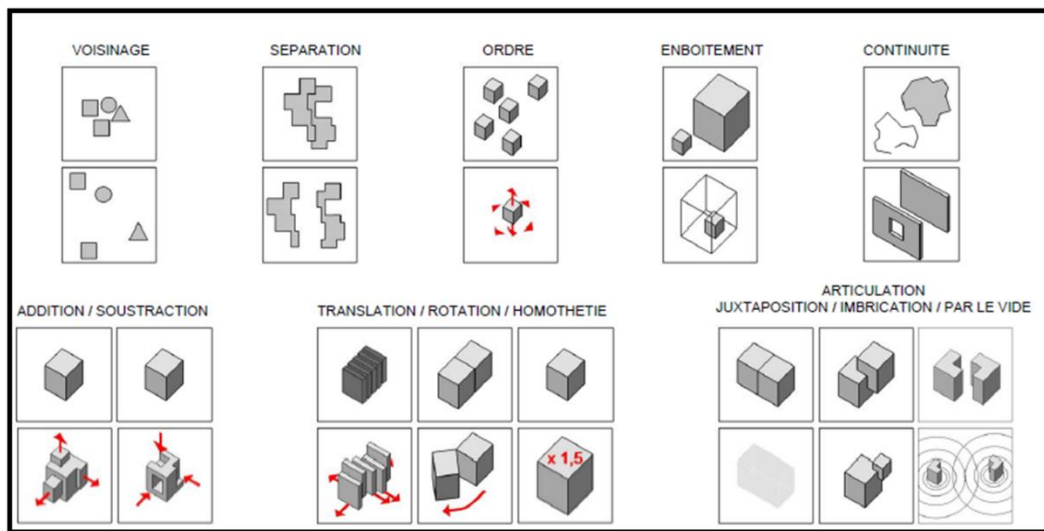 VOISINAGE
SEPARATION
ORDRE
ENBOITEMENT
CONTINUITE
ADDITION / SOUSTRACTION
TRANSLATION / ROTATION / HOMOTHETIE
ARTICULATION
JUXTAPOSITION / IMBRICATION / PAR LE VIDE
x 1,5